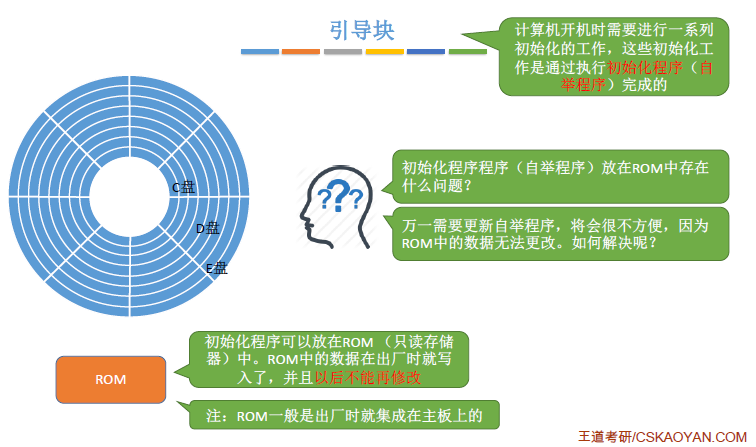 引导块
计算机开机时需要进行一系列
初始化的工作，这些初始化工
作是通过执行初始化程序（自
举程序）完成的
C盘
D盘
E盘
???
初始化程序程序（自举程序）放在ROM中存在
什么问题？
万一需要更新自举程序，将会很不方便，因为
ROM中的数据无法更改。如何解决呢？
ROM
初始化程序可以放在ROM （只读存储
器）中。ROM中的数据在出厂时就写
入了，并且以后不能再修改
注：ROM一般是出厂时就集成在主板上的
王道考研/CSKAOYAN.COM